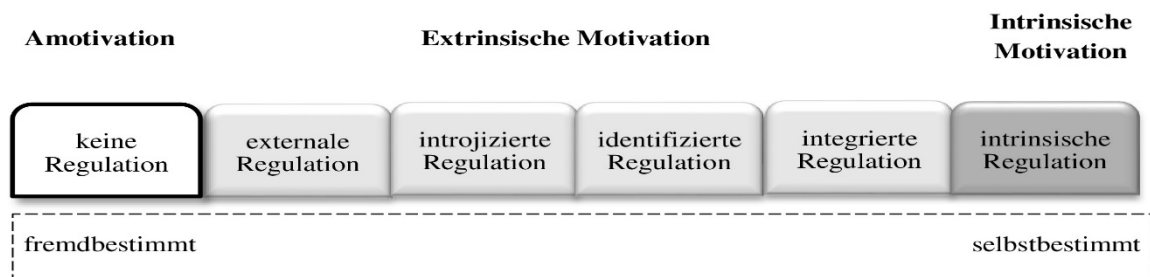 Amotivation
Extrinsische Motivation
Intrinsische
Motivation
keine
Regulation
externale
Regulation
introjizierte
Regulation
identifizierte
Regulation
integrierte
Regulation
intrinsische
Regulation
fremdbestimmt
selbstbestimmt